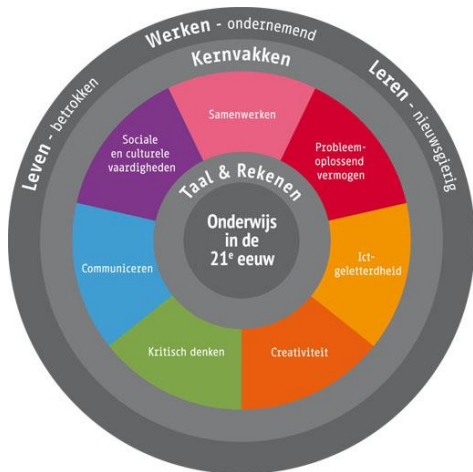 Leven - betrokken
Werken - ondernemend
Leren - nieuwsgierig
Kernvakken
Samenwerken
Probleem-
oplossend
vermogen
Ict-
geletterdheid
Creativiteit
Kritisch denken
Communiceren
Sociale
en culturele
vaardigheden
Taal & Rekenen
Onderwijs
in de
21e eeuw